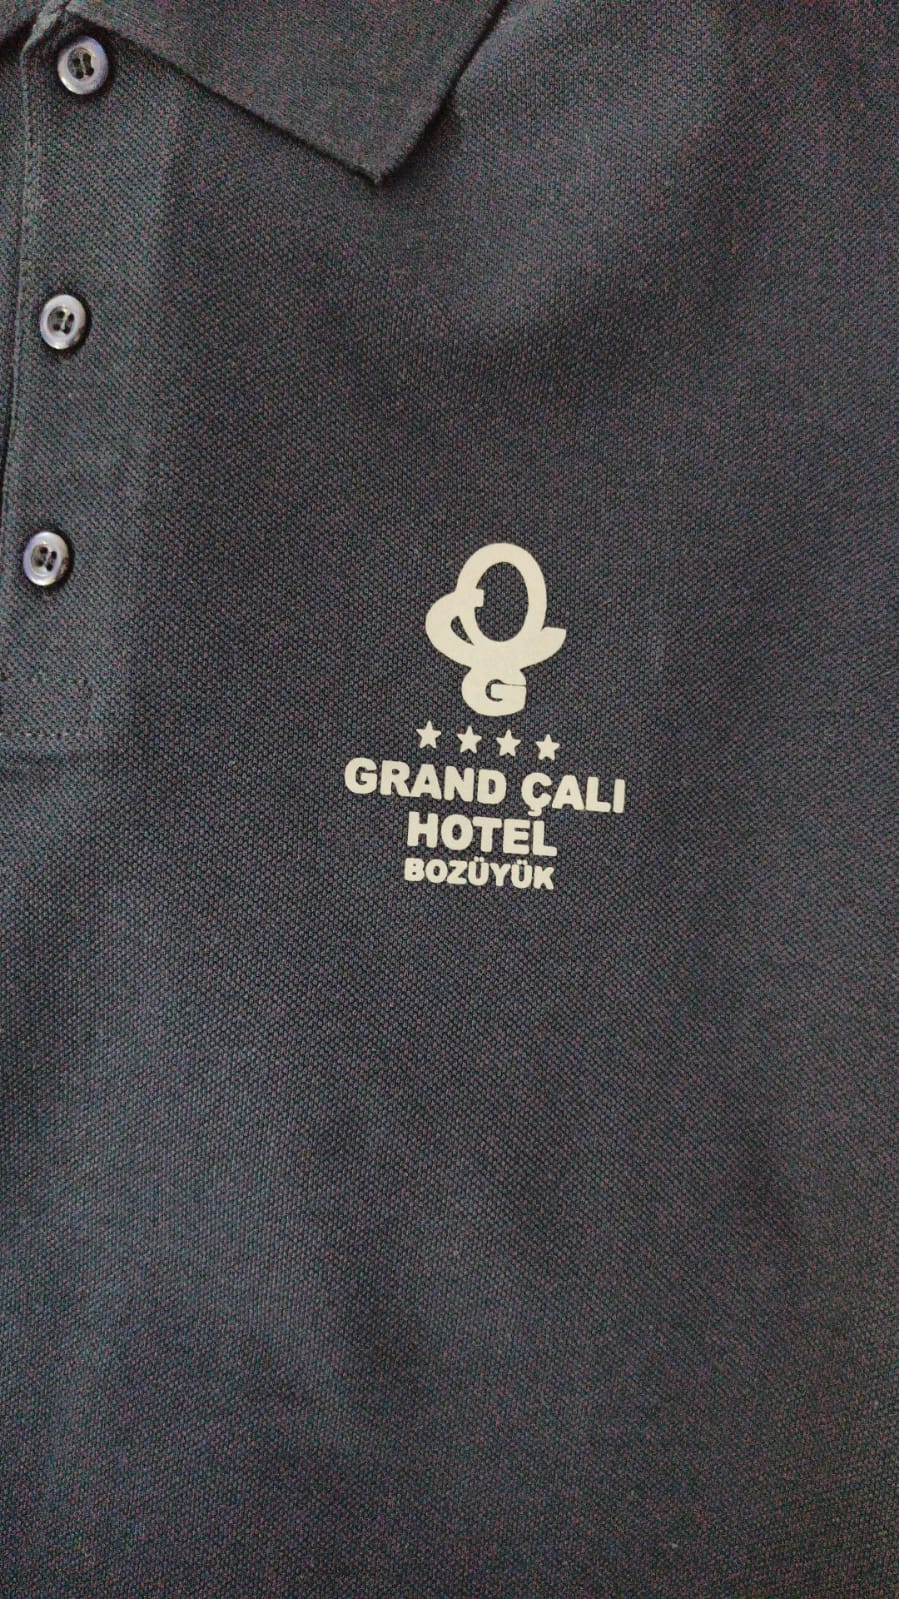 G
GRAND ÇALI
HOTEL
BOZÜYÜK